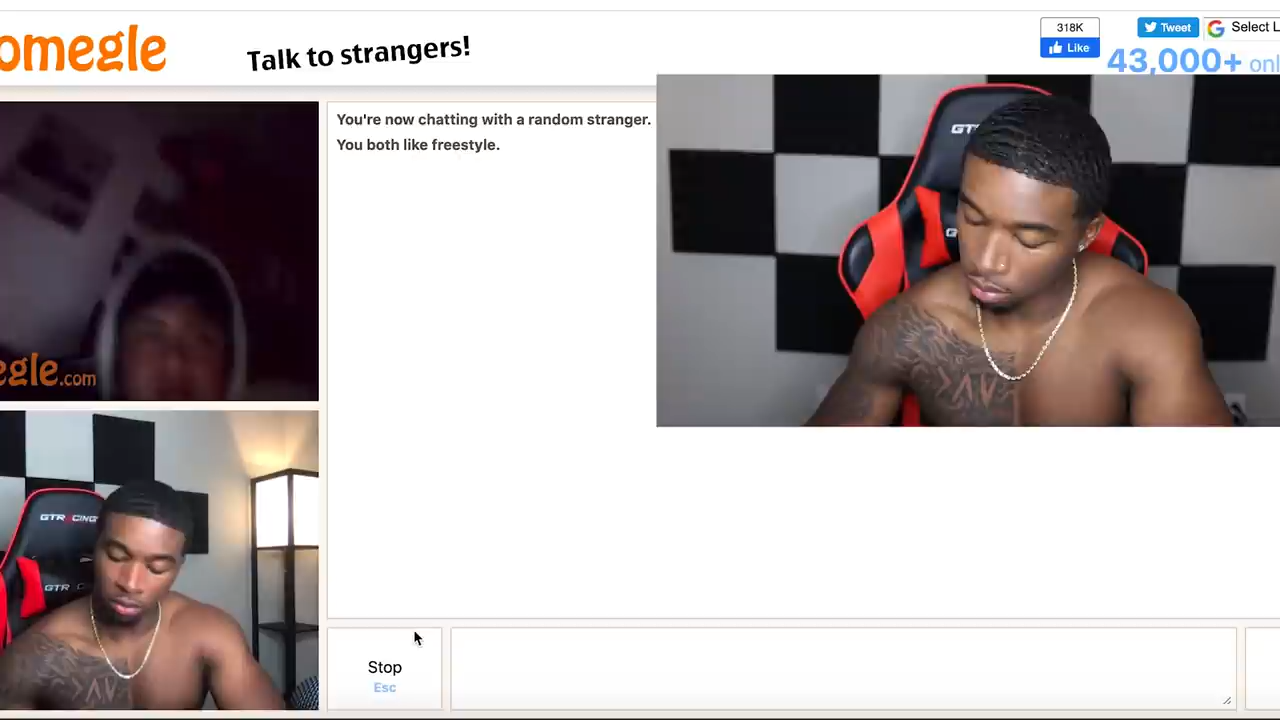 omegle
Talk to strangers!
318K
Like
Tweet
Select L
43,000+ onl
You're now chatting with a random stranger.
You both like freestyle.
egle.com
GT
G
GTRACING
GTR
Stop
Esc